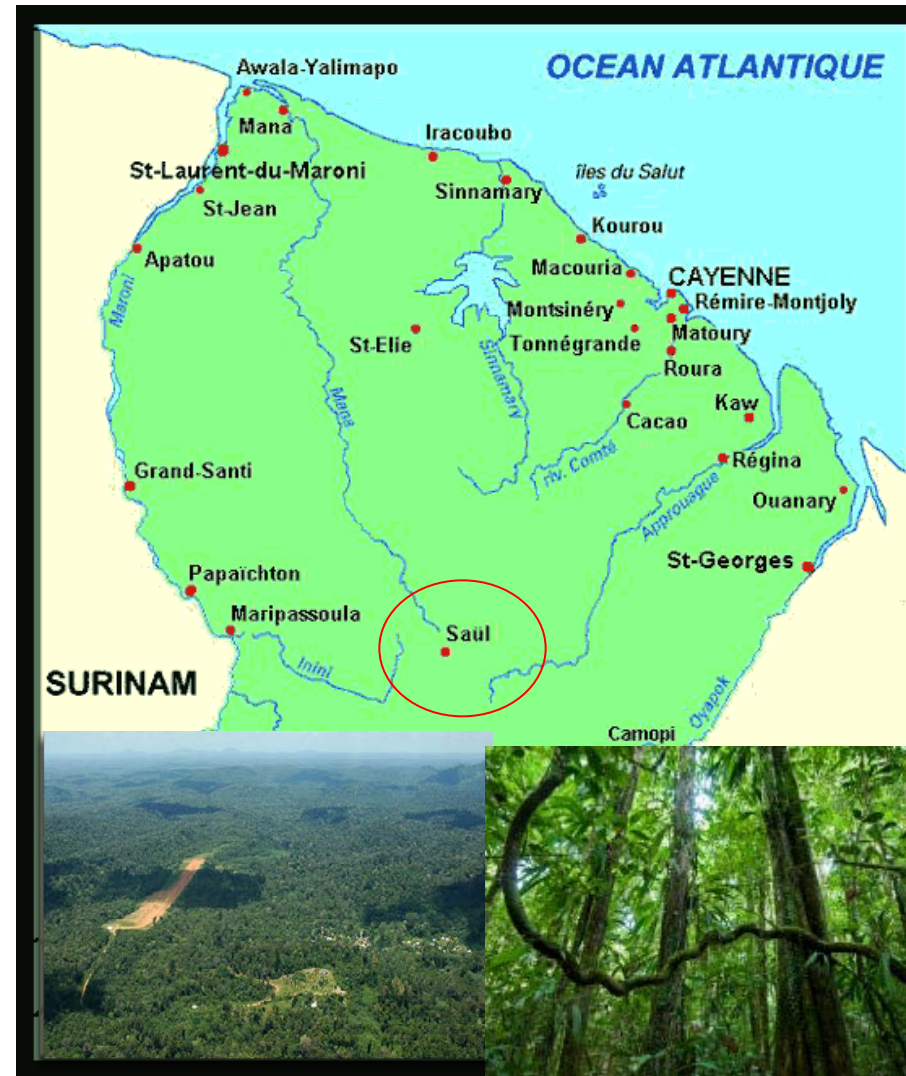 OCEAN ATLANTIQUE
Awala-Yalimapo
Mana
Iracoubo
St-Laurent-du-Maroni
Sinnamary
îles du Salut
St-Jean
Kourou
Apatou
Macouria
CAYENNE
Maroni
Montsinéry
Rémire-Montjoly
St-Elie
Tonnégrande
Matoury
Sinnamary
Roura
Mana
Kaw
Cacao
Grand-Santi
riv. Comté
Régina
Approuague
Ouanary
St-Georges
Papaïchton
Maripassoula
Saül
Inini
SURINAM
Oyapok
Camopi